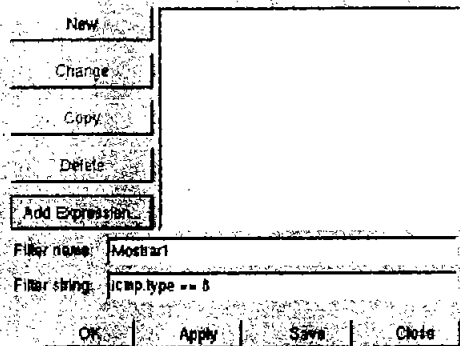 New
Change
Copy
Delete
Add Expression...
Filter name: Mostrar1
Filter string: icmp.type == 8
OK Apply Save Close